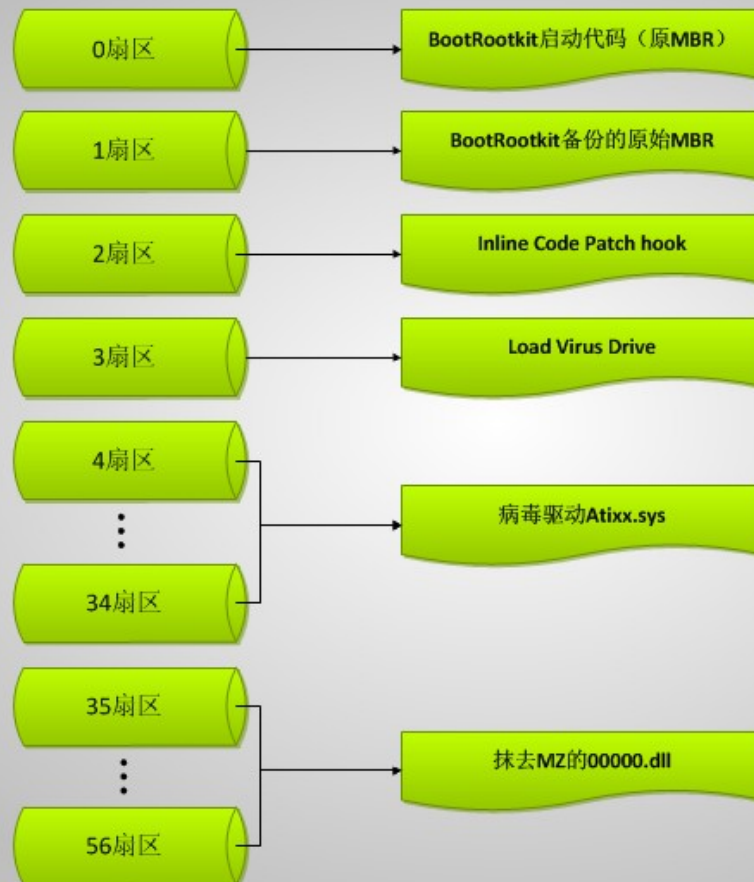 0扇区
BootRootkit启动代码（原MBR）
1扇区
BootRootkit备份的原始MBR
2扇区
Inline Code Patch hook
3扇区
Load Virus Drive
4扇区
病毒驱动Atixx.sys
34扇区
35扇区
抹去MZ的00000.dll
56扇区